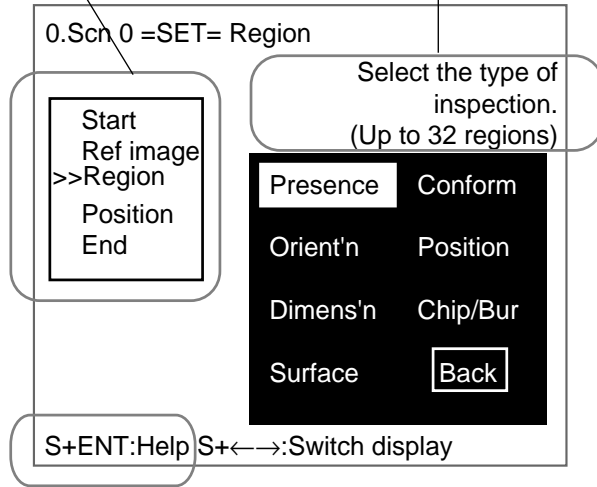 0.Scn 0 =SET= Region
Select the type of
inspection.
(Up to 32 regions)
Start
Ref image
>>Region
Position
End
Presence Conform
Orient'n Position
Dimens'n Chip/Bur
Surface Back
S+ENT:Help S+←→:Switch display